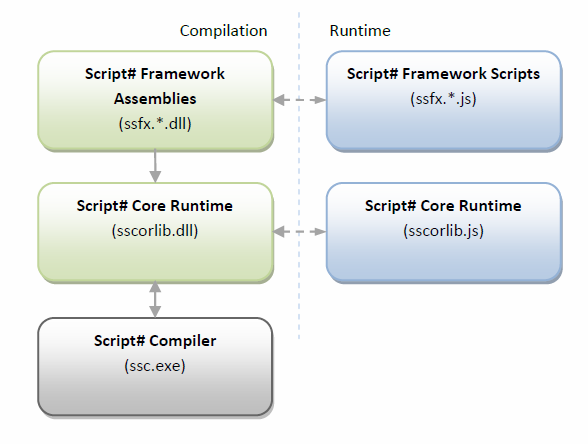 Compilation
Runtime
Script# Framework
Assemblies
(ssfx.*.dll)
Script# Framework Scripts
(ssfx.*.js)
Script# Core Runtime
(sscorlib.dll)
Script# Core Runtime
(sscorlib.js)
Script# Compiler
(ssc.exe)